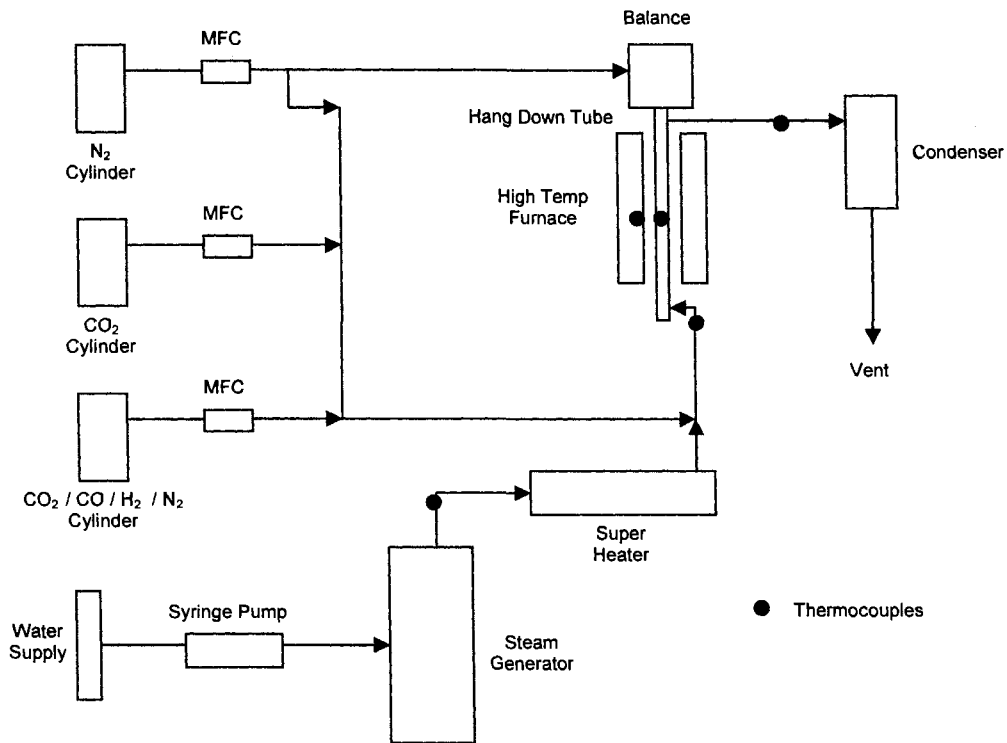 MFC
Balance
N₂
Cylinder
Hang Down Tube
Condenser
High Temp
Furnace
MFC
CO₂
Cylinder
Vent
MFC
CO₂ / CO / H₂ / N₂
Cylinder
Super
Heater
Syringe Pump
Thermocouples
Water
Supply
Steam
Generator